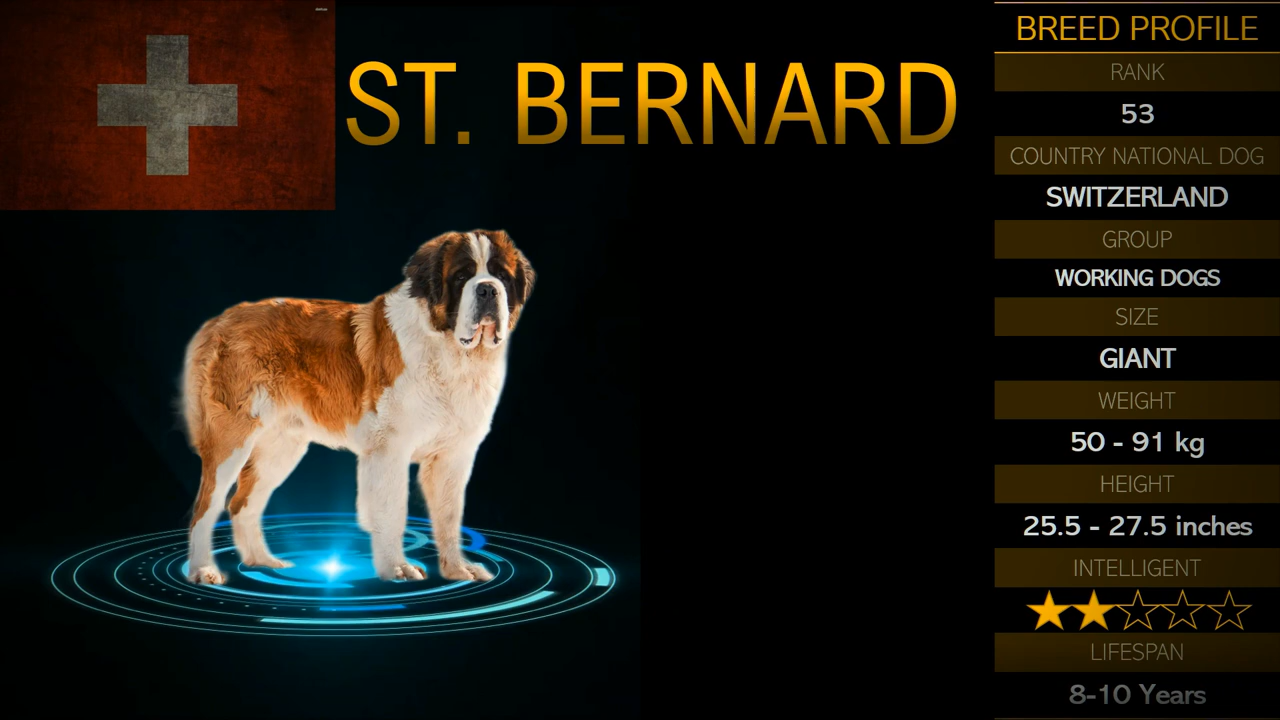 ST. BERNARD
BREED PROFILE
RANK
53
COUNTRY NATIONAL DOG
SWITZERLAND
GROUP
WORKING DOGS
SIZE
GIANT
WEIGHT
50 - 91 kg
HEIGHT
25.5 - 27.5 inches
INTELLIGENT
LIFESPAN
8-10 Years